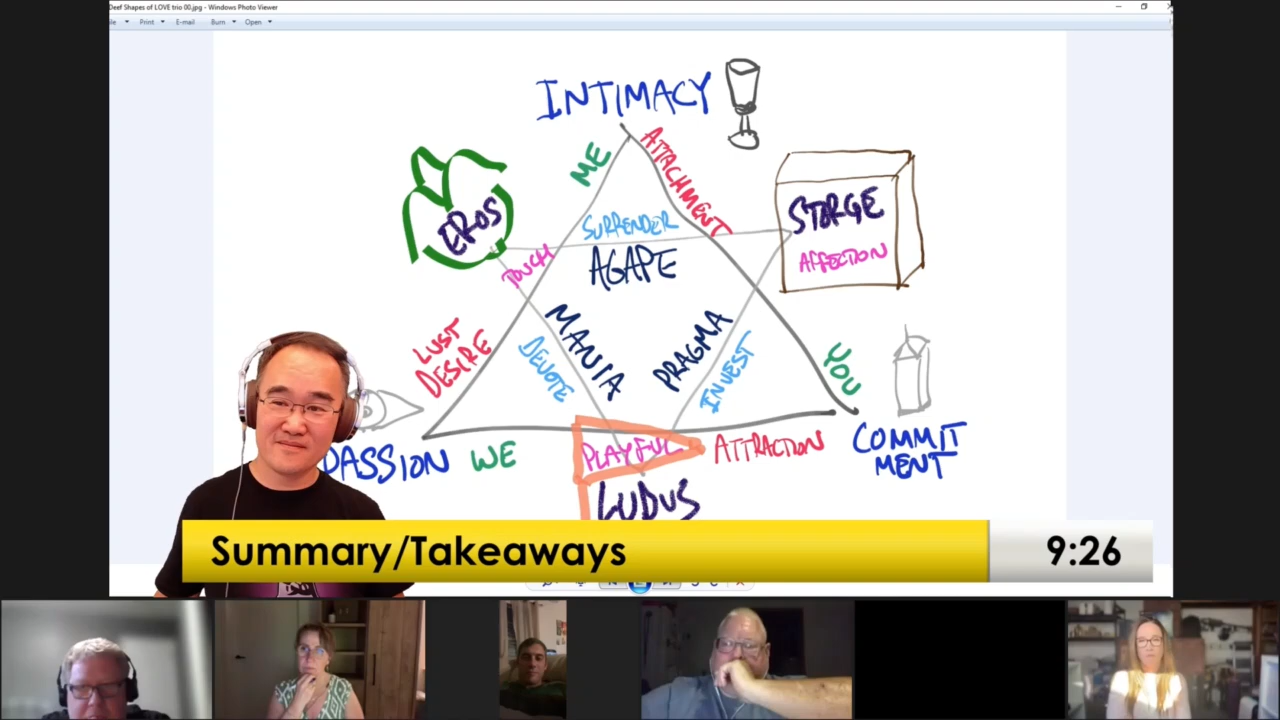 Deef Shapes of LOVE trio 00.jpg - Windows Photo Viewer
ile Print E-mail Burn Open
INTIMACY
ME
ATTACHMENT
EROS
STORGE
SURRENDER
AFFECTION
AGAPE
TOUCH
LUST
DESIRE
MANIA
DEVOTE
PRAGMA
INVEST
YOU
PASSION
WE
PLAYFUL
ATTRACTION
COMMIT
MENT
LUDUS
Summary/Takeaways
9:26